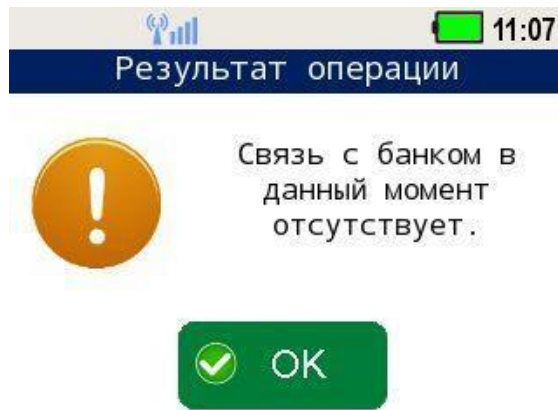 11:07
Результат операции
Связь с банком в
данный момент
отсутствует.
OK